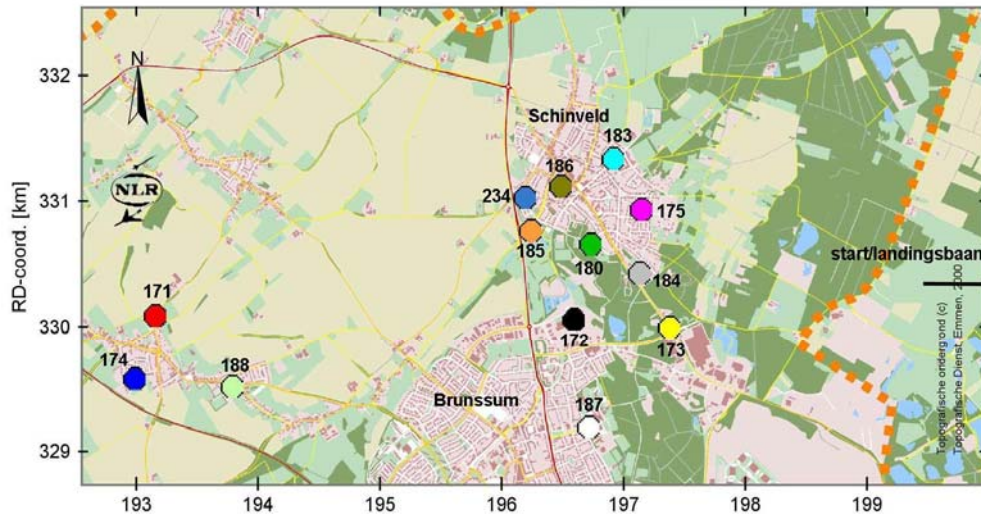 332
331
330
329
RD-coord. [km]
N
NLR
Schinveld
183
186
234
175
185
180
184
start/landingsbaan
171
172
173
174
188
Brunssum
187
Topografische ondergrond (c)
Topografische Dienst, Emmen, 2000
193 194 195 196 197 198 199